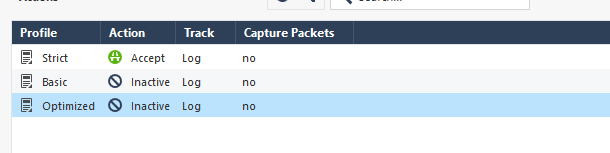 Profile Action Track Capture Packets
Strict Accept Log no
Basic Inactive Log no
Optimized Inactive Log no